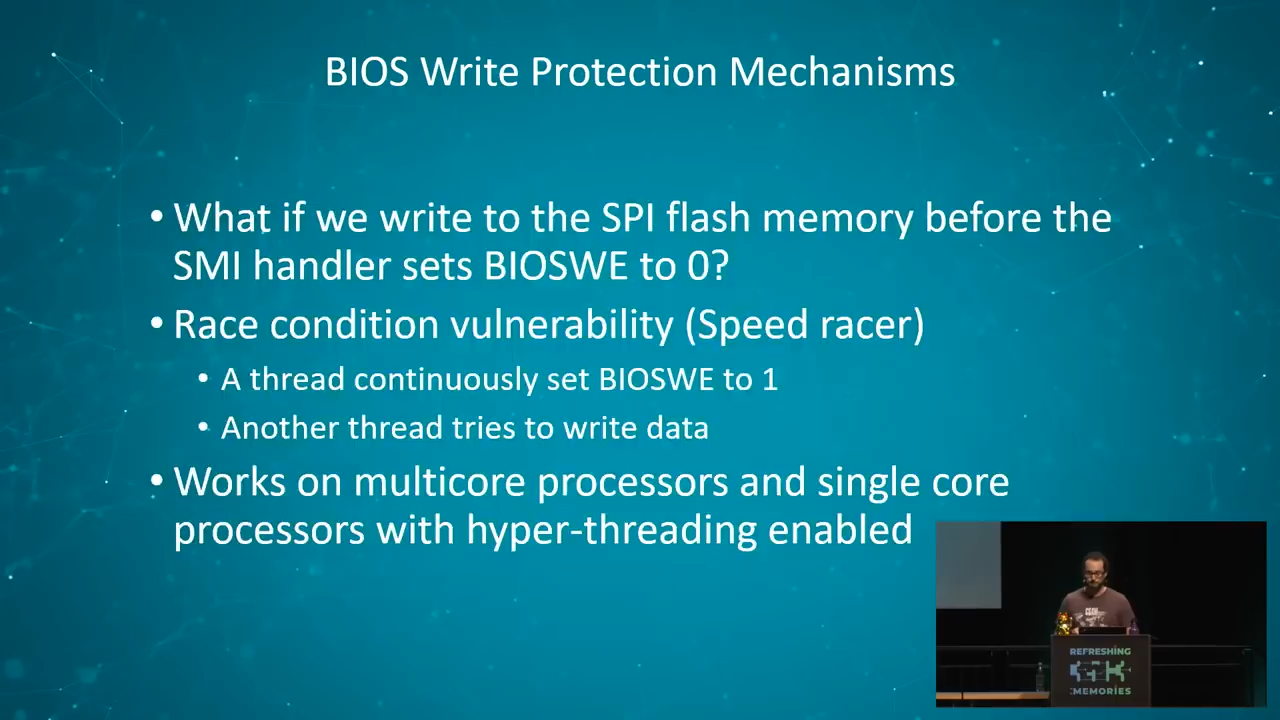 BIOS Write Protection Mechanisms
• What if we write to the SPI flash memory before the
SMI handler sets BIOSWE to 0?
• Race condition vulnerability (Speed racer)
• A thread continuously set BIOSWE to 1
• Another thread tries to write data
• Works on multicore processors and single core
processors with hyper-threading enabled
REFRESHING
MEMORIES